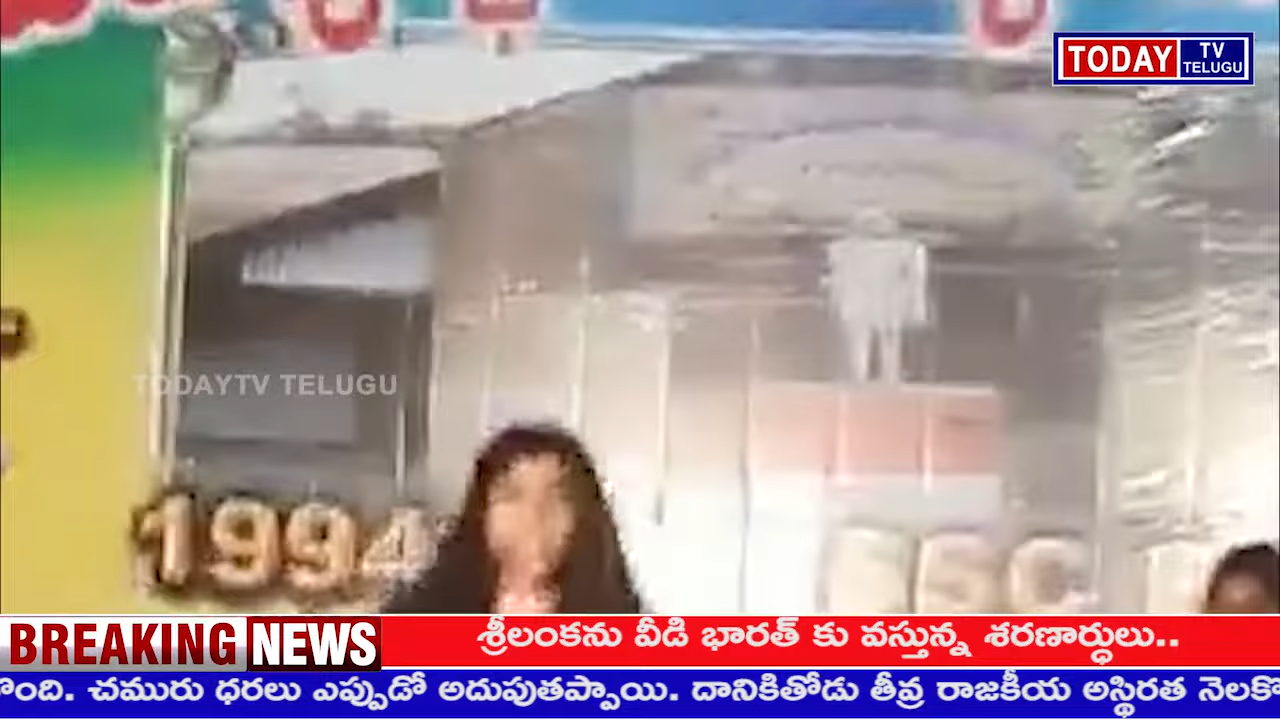 TODAY TV TELUGU
TODAYTV TELUGU
1994
SSC
BREAKING NEWS
శ్రీలంకను వీడి భారత్ కు వస్తున్న శరణార్థులు..
చమురు ధరలు ఎప్పుడో అదుపుతప్పాయి. దానికితోడు తీవ్ర రాజకీయ అస్థిరత